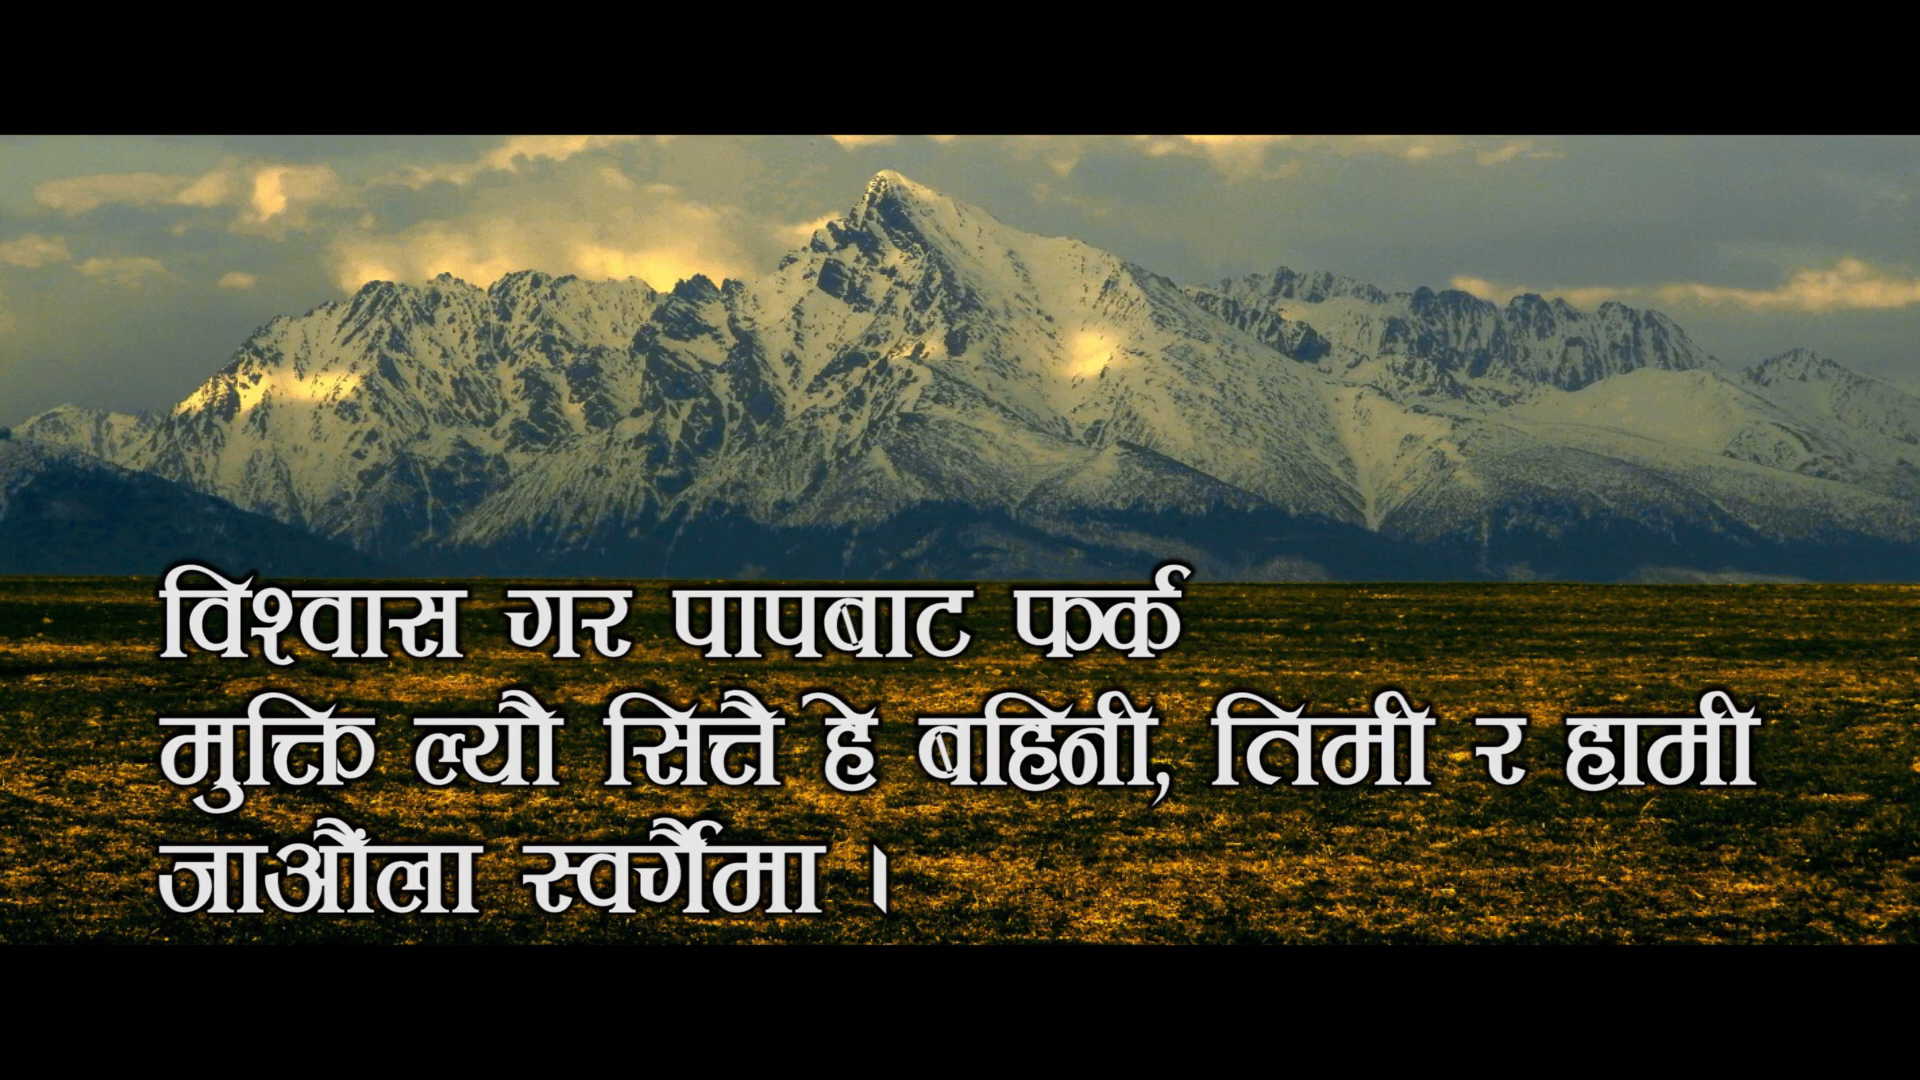 विश्वास गर पापबाट फर्क
मुक्ति ल्यौ सित्तै हे बहिनी, तिमी र हामी
जाऔंला स्वर्गैमा ।